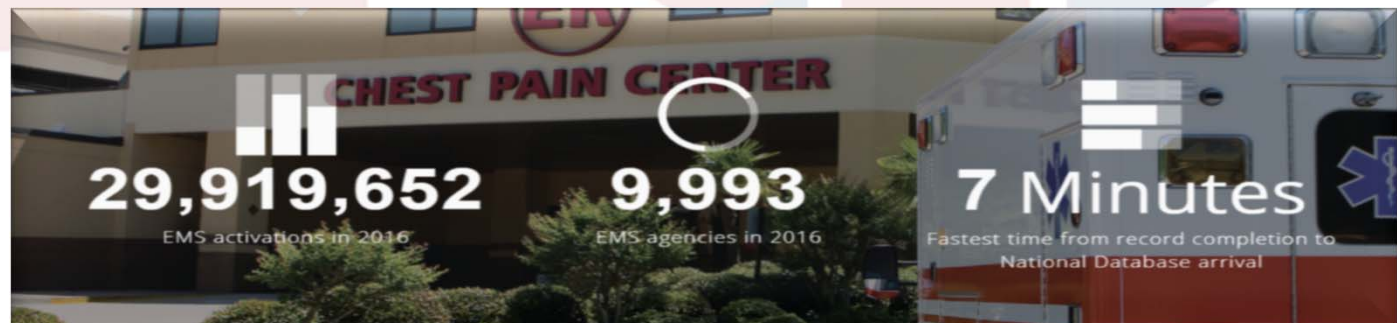 ER
CHEST PAIN CENTER
29,919,652
EMS activations in 2016
9,993
EMS agencies in 2016
7 Minutes
Fastest time from record completion to
National Database arrival